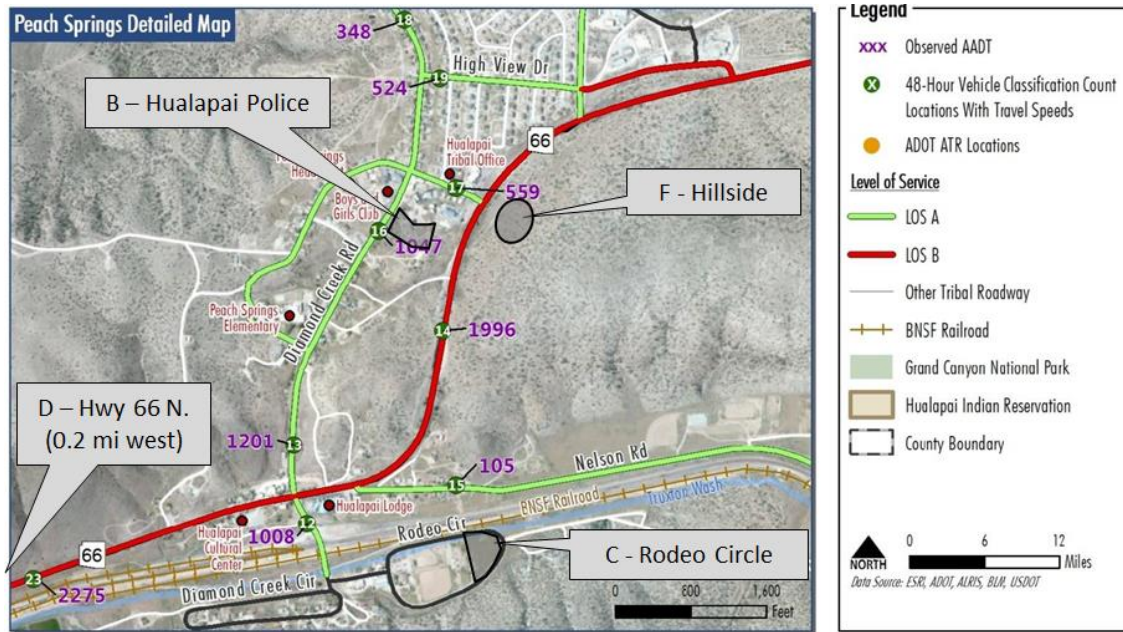 Peach Springs Detailed Map
18
348
High View Dr
524
19
B – Hualapai Police
66
Hualapai
Tribal Office
17
559
F - Hillside
Boys and
Girls Club
16
1047
Diamond Creek Rd
Peach Springs
Elementary
14
1996
D – Hwy 66 N.
(0.2 mi west)
1201
13
105
15
Nelson Rd
BNSF Railroad
Truxton Wash
Hualapai Lodge
12
1008
Hualapai
Cultural
Center
Rodeo Cir
C - Rodeo Circle
66
23
2275
Diamond Creek Cir
0 800 1,600
Feet
Legend
XXX Observed AADT
X 48-Hour Vehicle Classification Count
Locations With Travel Speeds
ADOT ATR Locations
Level of Service
LOS A
LOS B
Other Tribal Roadway
BNSF Railroad
Grand Canyon National Park
Hualapai Indian Reservation
County Boundary
NORTH
0 6 12
Miles
Data Source: ESRI, ADOT, ALRIS, BLM, USDOT